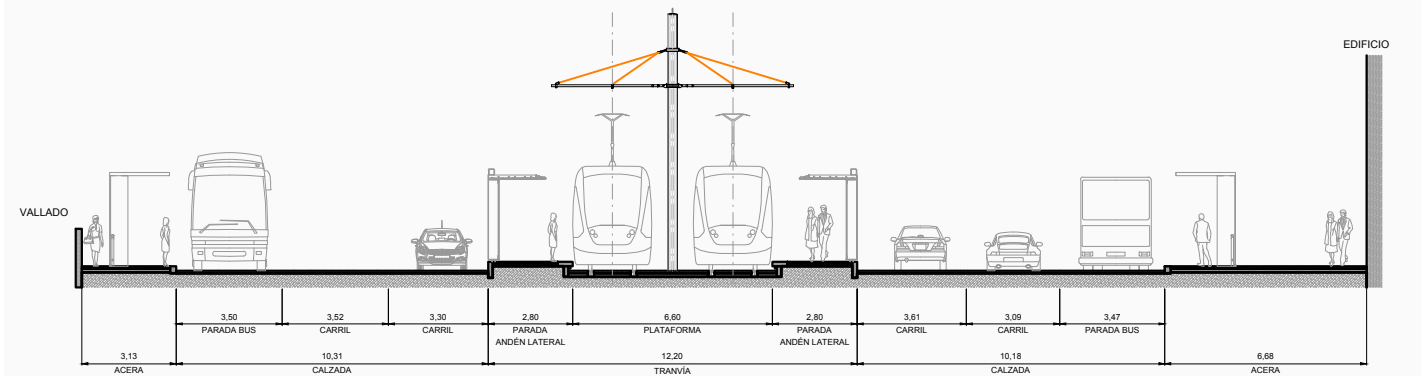 EDIFICIO
VALLADO
3,50
PARADA BUS
3,52
CARRIL
3,30
CARRIL
2,80
PARADA
ANDÉN LATERAL
6,60
PLATAFORMA
2,80
PARADA
ANDÉN LATERAL
3,61
CARRIL
3,09
CARRIL
3,47
PARADA BUS
3,13
ACERA
10,31
CALZADA
12,20
TRANVÍA
10,18
CALZADA
6,68
ACERA